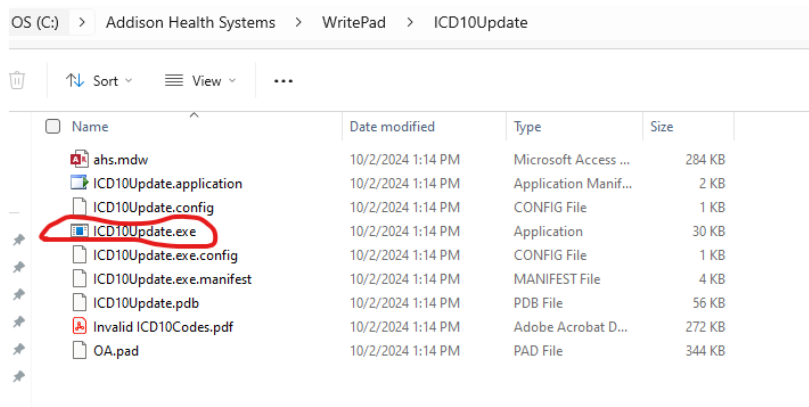 OS (C:) > Addison Health Systems > WritePad > ICD10Update
Sort View ...
Name Date modified Type Size
ahs.mdw 10/2/2024 1:14 PM Microsoft Access ... 284 KB
ICD10Update.application 10/2/2024 1:14 PM Application Manif... 2 KB
ICD10Update.config 10/2/2024 1:14 PM CONFIG File 1 KB
ICD10Update.exe 10/2/2024 1:14 PM Application 30 KB
ICD10Update.exe.config 10/2/2024 1:14 PM CONFIG File 1 KB
ICD10Update.exe.manifest 10/2/2024 1:14 PM MANIFEST File 4 KB
ICD10Update.pdb 10/2/2024 1:14 PM PDB File 56 KB
Invalid ICD10Codes.pdf 10/2/2024 1:14 PM Adobe Acrobat D... 272 KB
OA.pad 10/2/2024 1:14 PM PAD File 344 KB